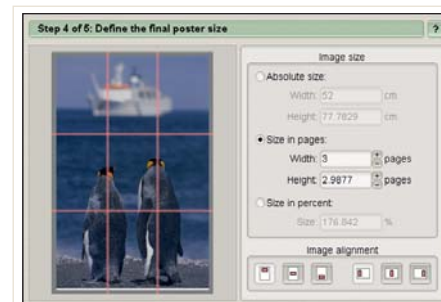 Step 4 of 5: Define the final poster size
?
Image size
Absolute size:
Width: 52 cm
Height: 77.7829 cm
Size in pages:
Width: 3 pages
Height: 2.9877 pages
Size in percent:
Size: 176.842 %
Image alignment